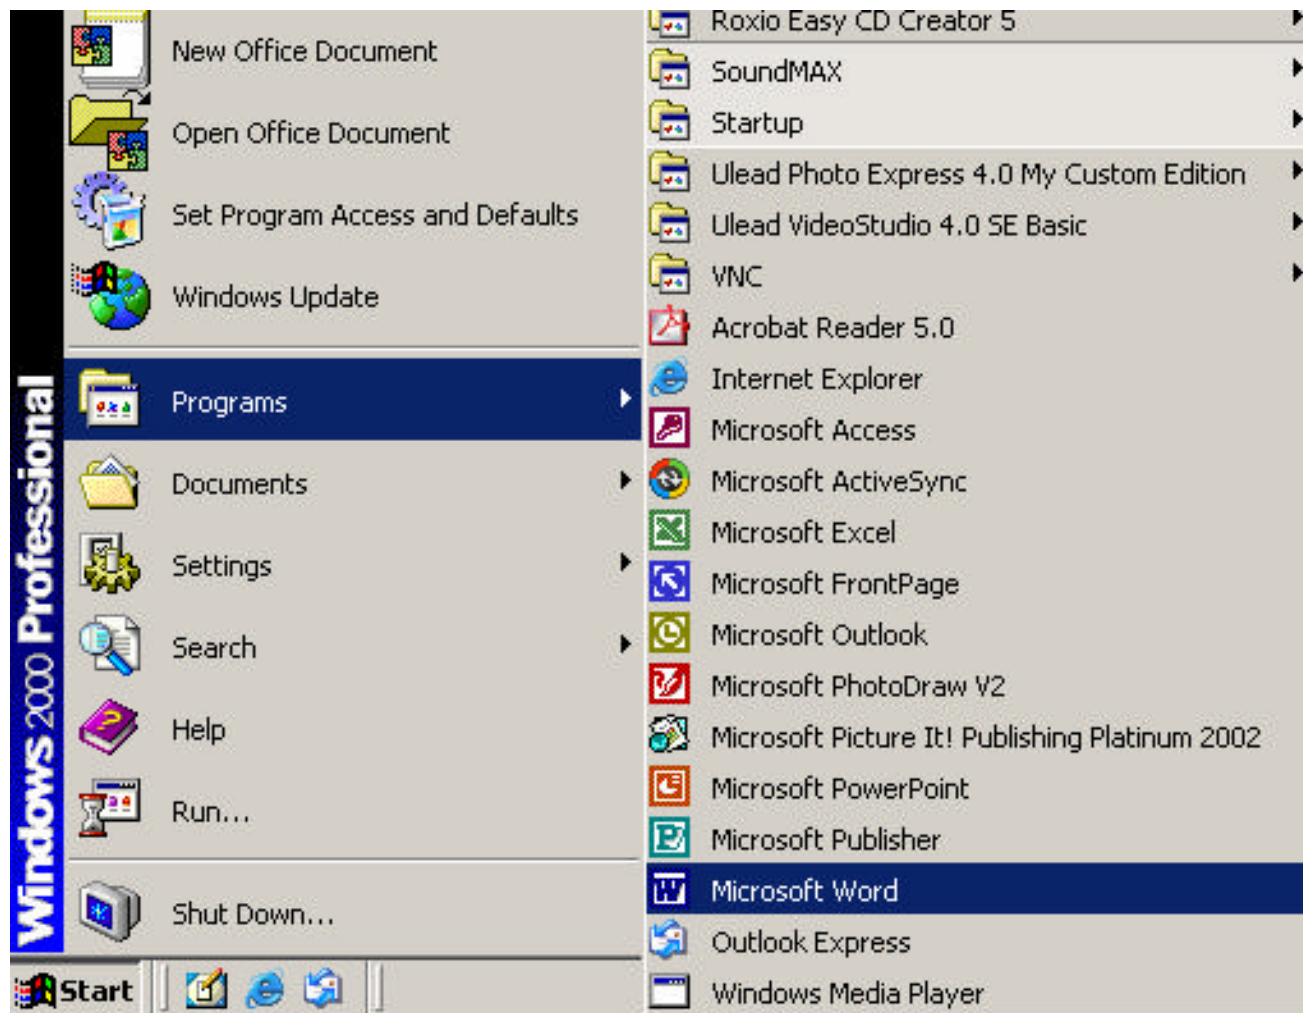 New Office Document
Open Office Document
Set Program Access and Defaults
Windows Update
Programs
Documents
Settings
Search
Help
Run...
Shut Down...
Windows 2000 Professional
Start
Roxio Easy CD Creator 5
SoundMAX
Startup
Ulead Photo Express 4.0 My Custom Edition
Ulead VideoStudio 4.0 SE Basic
VNC
Acrobat Reader 5.0
Internet Explorer
Microsoft Access
Microsoft ActiveSync
Microsoft Excel
Microsoft FrontPage
Microsoft Outlook
Microsoft PhotoDraw V2
Microsoft Picture It! Publishing Platinum 2002
Microsoft PowerPoint
Microsoft Publisher
Microsoft Word
Outlook Express
Windows Media Player